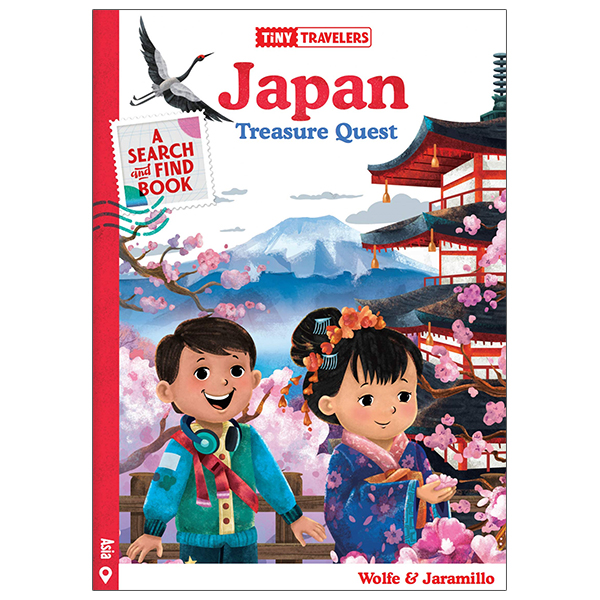 TiNY TRAVELERS
Japan
Treasure Quest
A
SEARCH
and FIND
BOOK
Asia
Wolfe & Jaramillo